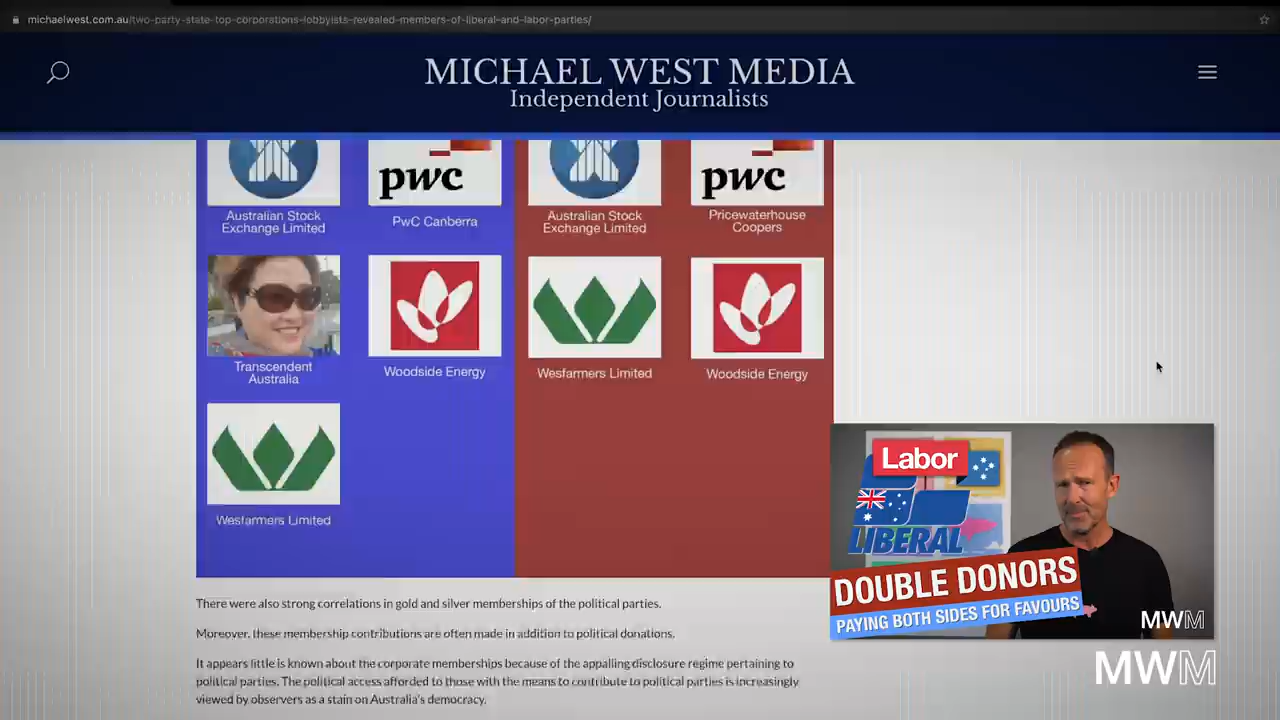 michaelwest.com.au/two-party-state-top-corporations-lobbyists-revealed-members-of-liberal-and-labor-parties/
MICHAEL WEST MEDIA
Independent Journalists
pwc
pwc
Australian Stock
Exchange Limited
PwC Canberra
Australian Stock
Exchange Limited
Pricewaterhouse
Coopers
Transcendent
Australia
Woodside Energy
Wesfarmers Limited
Woodside Energy
Wesfarmers Limited
There were also strong correlations in gold and silver memberships of the political parties.
Moreover, these membership contributions are often made in addition to political donations.
It appears little is known about the corporate memberships because of the appalling disclosure regime pertaining to
political parties. The political access afforded to those with the means to contribute to political parties is increasingly
viewed by observers as a stain on Australia's democracy.
Labor
LIBERAL
DOUBLE DONORS
PAYING BOTH SIDES FOR FAVOURS
MWM
MWM